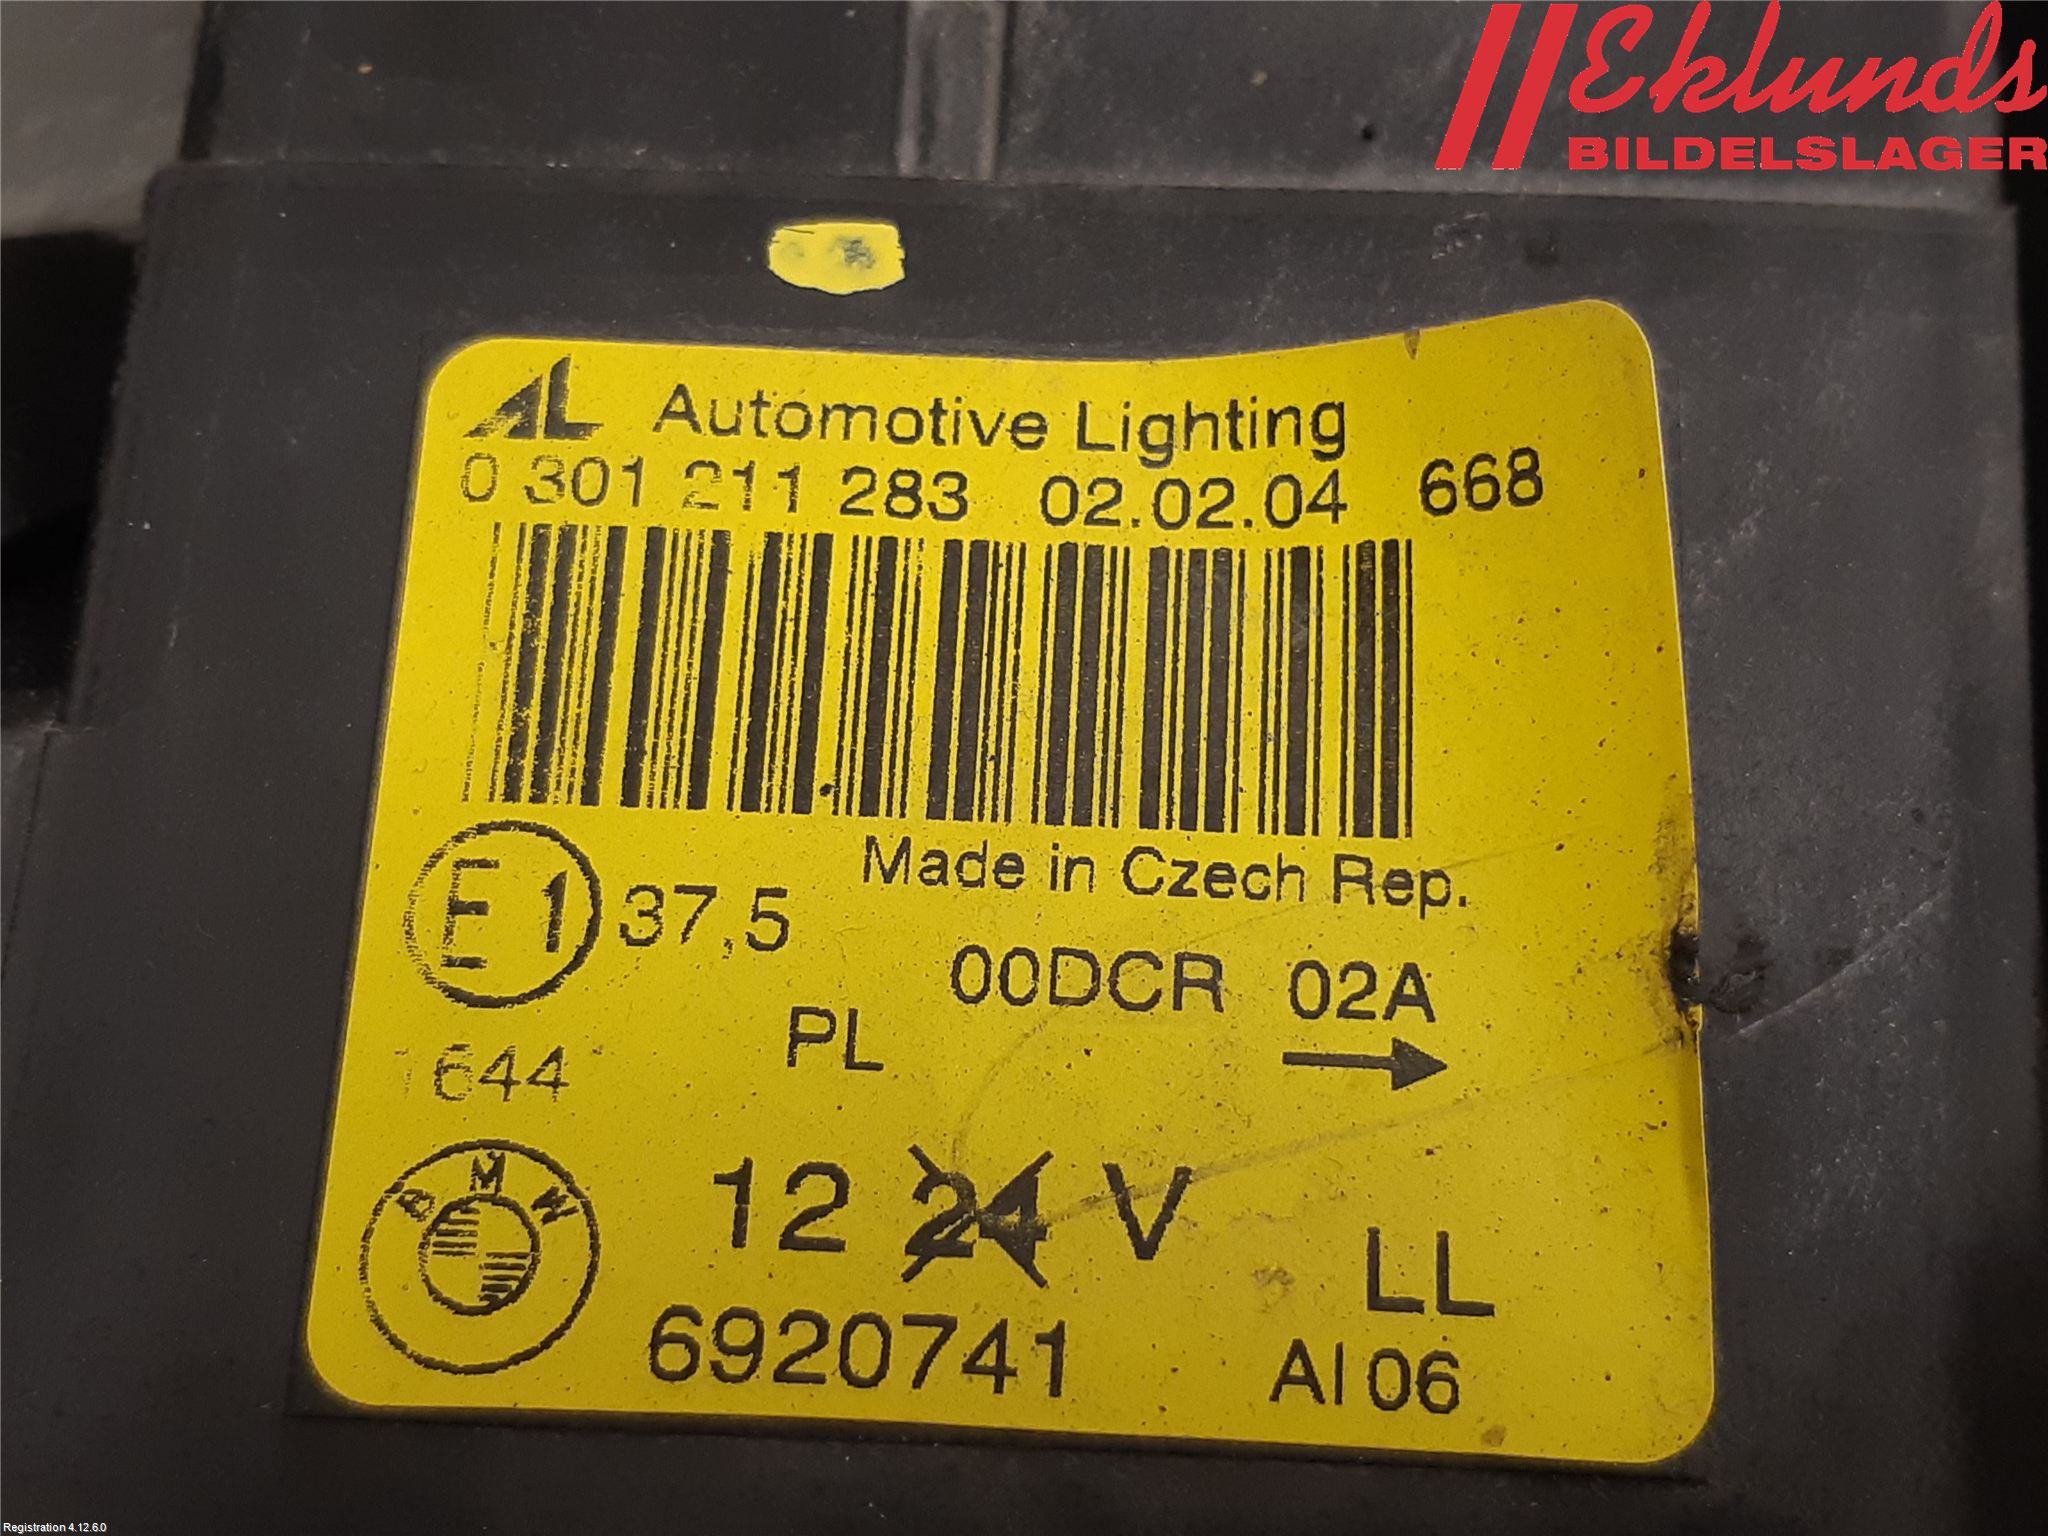 Eklunds
BILDELSLAGER
AL Automotive Lighting
0 301 211 283 02.02.04 668
Made in Czech Rep.
E1 37,5
00DCR 02A
PL
644
BMW
12 24 V
LL
6920741
AI 06
Registration 4.12.6.0